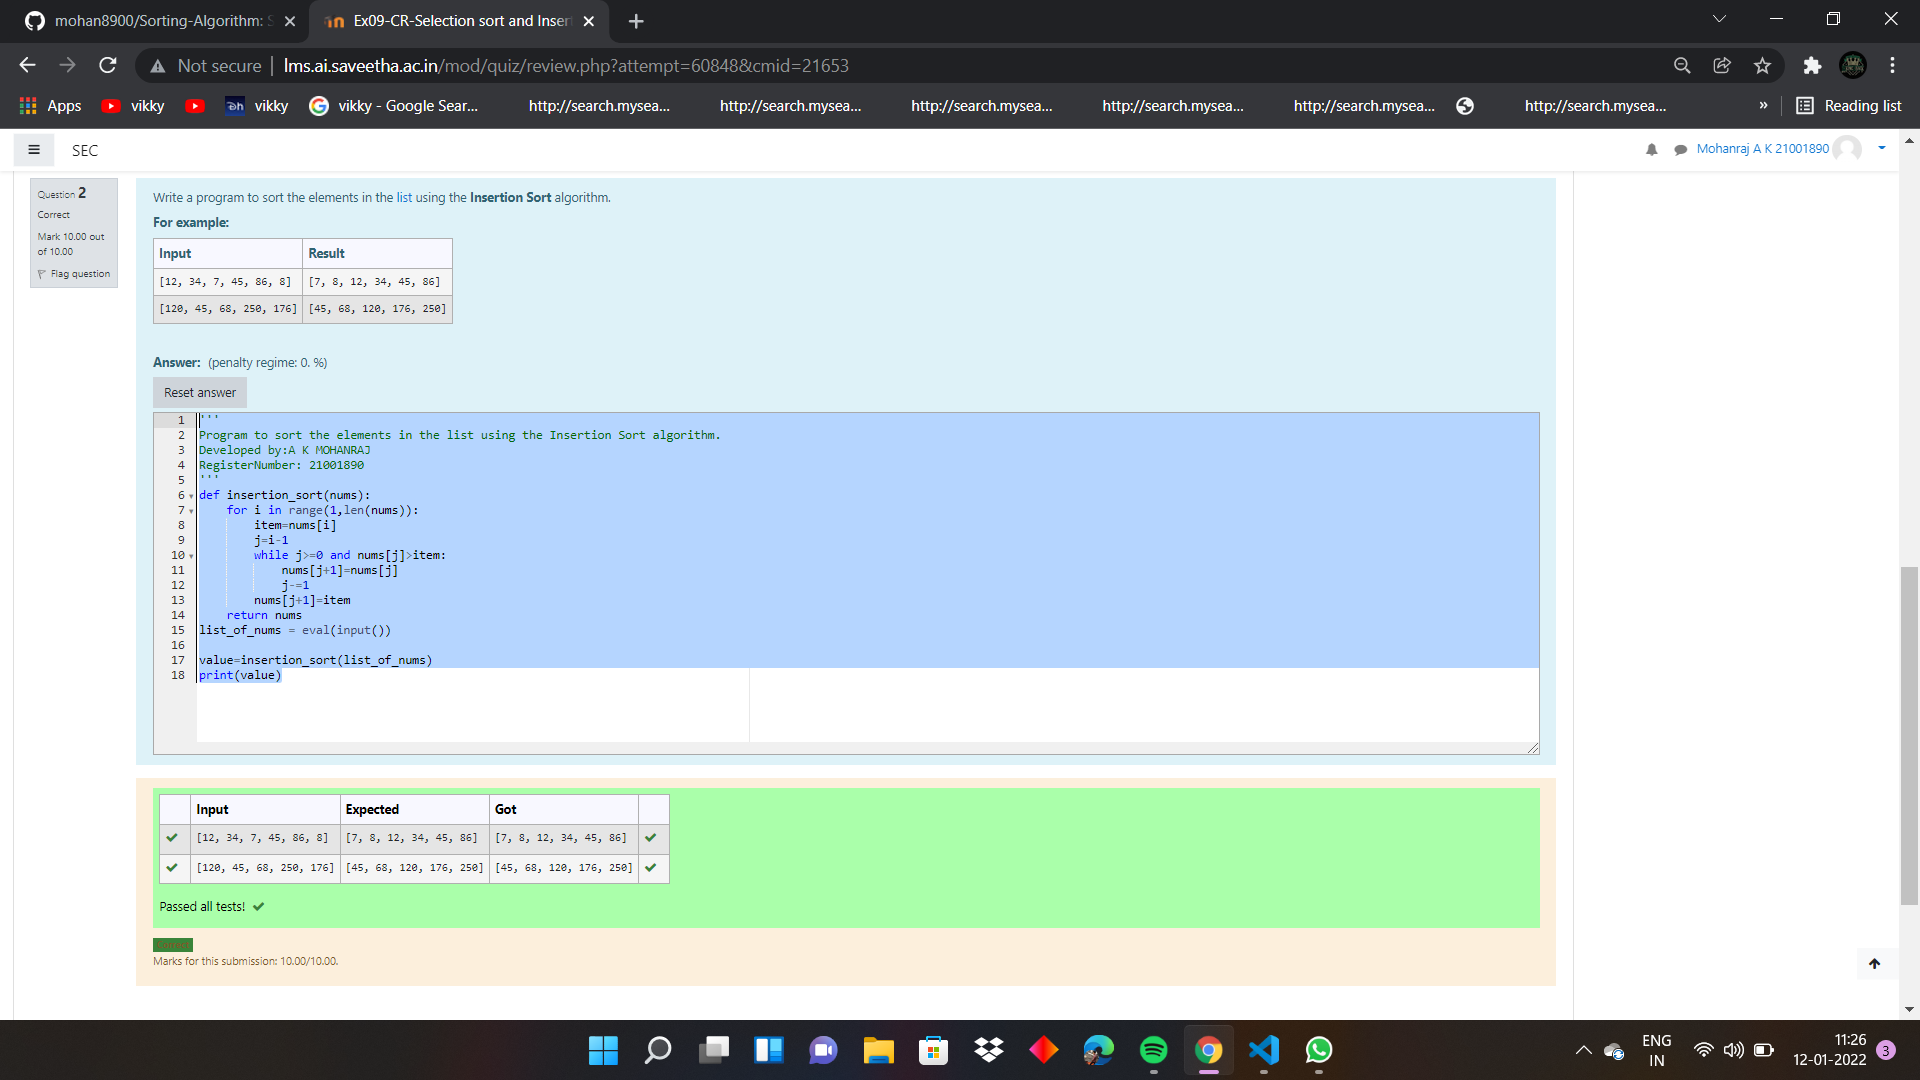 mohan8900/Sorting-Algorithm: S
Ex09-CR-Selection sort and Inser
Not secure | lms.ai.saveetha.ac.in/mod/quiz/review.php?attempt=60848&cmid=21653
Apps vikky vikky vikky - Google Sear... http://search.mysea... http://search.mysea... http://search.mysea... http://search.mysea... http://search.mysea... http://search.mysea... » Reading list
SEC
Mohanraj A K 21001890
Question 2
Correct
Mark 10.00 out
of 10.00
Flag question
Write a program to sort the elements in the list using the Insertion Sort algorithm.
For example:
Input Result
[12, 34, 7, 45, 86, 8] [7, 8, 12, 34, 45, 86]
[120, 45, 68, 250, 176] [45, 68, 120, 176, 250]
Answer: (penalty regime: 0. %)
Reset answer
1 '''
2 Program to sort the elements in the list using the Insertion Sort algorithm.
3 Developed by:A K MOHANRAJ
4 RegisterNumber: 21001890
5 '''
6 def insertion_sort(nums):
7 for i in range(1,len(nums)):
8 item=nums[i]
9 j=i-1
10 while j>=0 and nums[j]>item:
11 nums[j+1]=nums[j]
12 j-=1
13 nums[j+1]=item
14 return nums
15 list_of_nums = eval(input())
16
17 value=insertion_sort(list_of_nums)
18 print(value)
Input Expected Got
[12, 34, 7, 45, 86, 8] [7, 8, 12, 34, 45, 86] [7, 8, 12, 34, 45, 86]
[120, 45, 68, 250, 176] [45, 68, 120, 176, 250] [45, 68, 120, 176, 250]
Passed all tests!
Marks for this submission: 10.00/10.00.
ENG
IN
11:26
12-01-2022
3